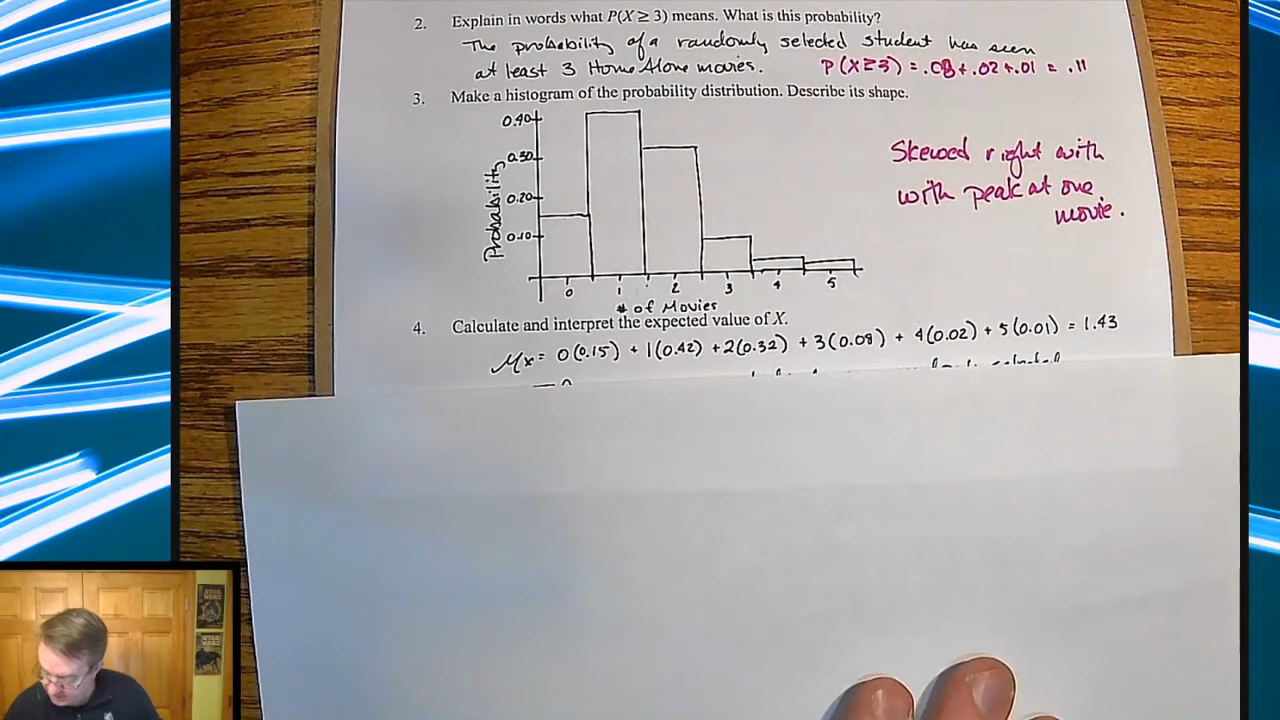 2. Explain in words what P(X ≥ 3) means. What is this probability?
The probability of a randomly selected student has seen
at least 3 Home Alone movies. P(X≥3) = .08 + .02 + .01 = .11
3. Make a histogram of the probability distribution. Describe its shape.
0.40
0.30
0.20
0.10
Probability
0 1 2 3 4 5
# of Movies
Skewed right with
with peak at one
movie.
4. Calculate and interpret the expected value of X.
μx = 0(0.15) + 1(0.42) + 2(0.32) + 3(0.08) + 4(0.02) + 5(0.01) = 1.43
STAR
WARS
STAR
WARS